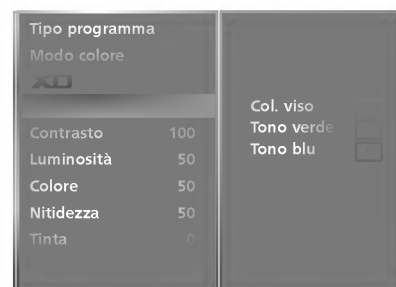 Tipo programma
Modo colore
XD
Contrasto 100
Luminosità 50
Colore 50
Nitidezza 50
Tinta 0
Col. viso
Tono verde
Tono blu